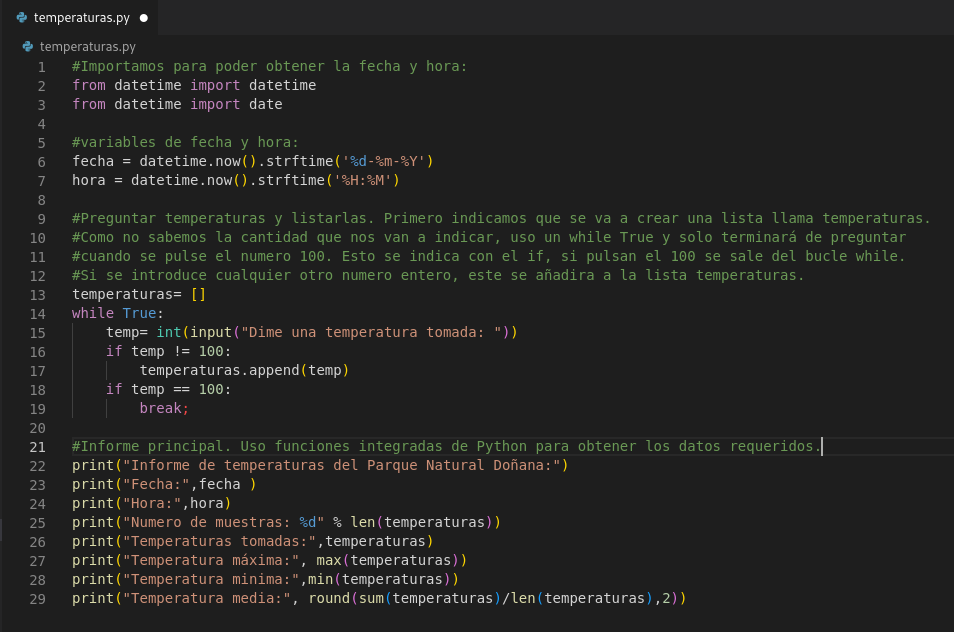 temperaturas.py
temperaturas.py
1 #Importamos para poder obtener la fecha y hora:
2 from datetime import datetime
3 from datetime import date
4
5 #variables de fecha y hora:
6 fecha = datetime.now().strftime('%d-%m-%Y')
7 hora = datetime.now().strftime('%H:%M')
8
9 #Preguntar temperaturas y listarlas. Primero indicamos que se va a crear una lista llama temperaturas.
10 #Como no sabemos la cantidad que nos van a indicar, uso un while True y solo terminará de preguntar
11 #cuando se pulse el numero 100. Esto se indica con el if, si pulsan el 100 se sale del bucle while.
12 #Si se introduce cualquier otro numero entero, este se añadira a la lista temperaturas.
13 temperaturas= []
14 while True:
15     temp= int(input("Dime una temperatura tomada: "))
16     if temp != 100:
17         temperaturas.append(temp)
18     if temp == 100:
19         break;
20
21 #Informe principal. Uso funciones integradas de Python para obtener los datos requeridos.
22 print("Informe de temperaturas del Parque Natural Doñana:")
23 print("Fecha:",fecha )
24 print("Hora:",hora)
25 print("Numero de muestras: %d" % len(temperaturas))
26 print("Temperaturas tomadas:",temperaturas)
27 print("Temperatura máxima:", max(temperaturas))
28 print("Temperatura minima:",min(temperaturas))
29 print("Temperatura media:", round(sum(temperaturas)/len(temperaturas),2))